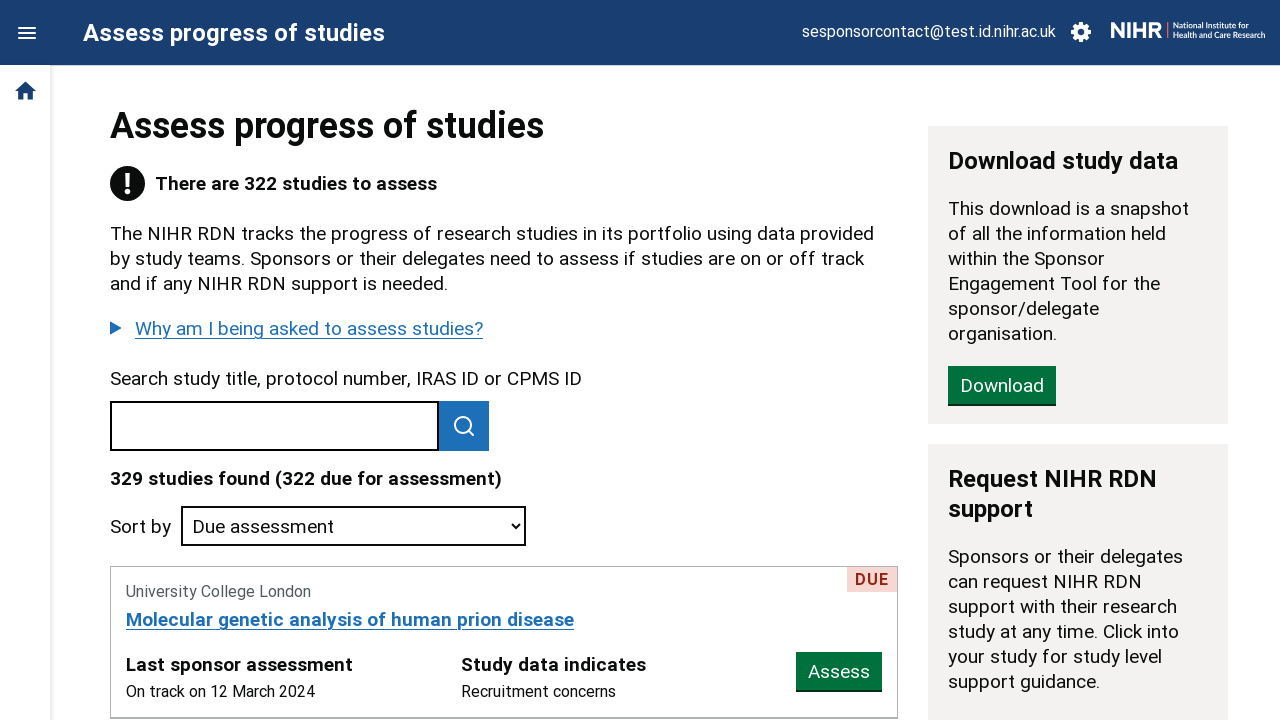 Assess progress of studies
sesponsorcontact@test.id.nihr.ac.uk
NIHR National Institute for
Health and Care Research
Assess progress of studies
! There are 322 studies to assess
The NIHR RDN tracks the progress of research studies in its portfolio using data provided
by study teams. Sponsors or their delegates need to assess if studies are on or off track
and if any NIHR RDN support is needed.
Why am I being asked to assess studies?
Search study title, protocol number, IRAS ID or CPMS ID
329 studies found (322 due for assessment)
Sort by Due assessment
DUE
University College London
Molecular genetic analysis of human prion disease
Last sponsor assessment
On track on 12 March 2024
Study data indicates
Recruitment concerns
Assess
Download study data
This download is a snapshot
of all the information held
within the Sponsor
Engagement Tool for the
sponsor/delegate
organisation.
Download
Request NIHR RDN
support
Sponsors or their delegates
can request NIHR RDN
support with their research
study at any time. Click into
your study for study level
support guidance.